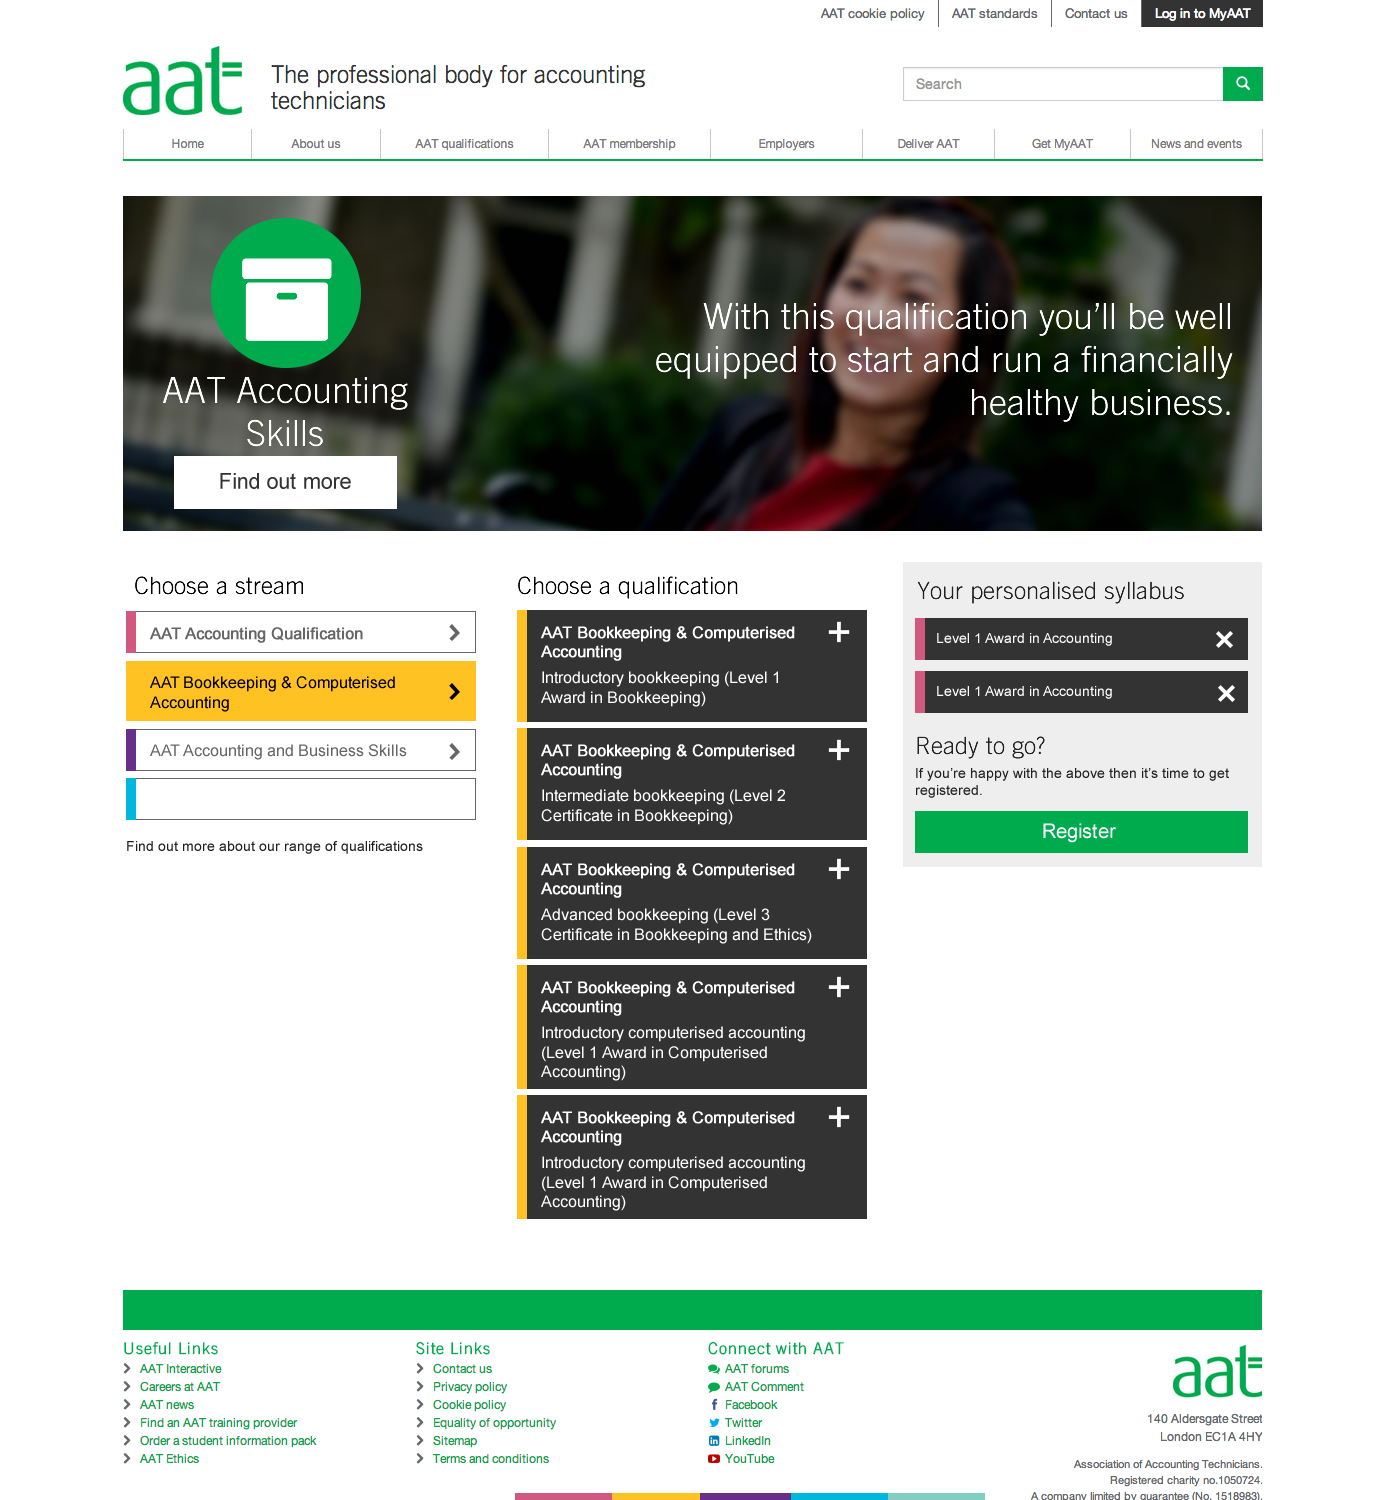 AAT cookie policy
AAT standards
Contact us
Log in to MyAAT
aat
The professional body for accounting
technicians
Search
Home
About us
AAT qualifications
AAT membership
Employers
Deliver AAT
Get MyAAT
News and events
AAT Accounting
Skills
Find out more
With this qualification you’ll be well
equipped to start and run a financially
healthy business.
Choose a stream
AAT Accounting Qualification
AAT Bookkeeping & Computerised
Accounting
AAT Accounting and Business Skills
Find out more about our range of qualifications
Choose a qualification
AAT Bookkeeping & Computerised
Accounting
Introductory bookkeeping (Level 1
Award in Bookkeeping)
AAT Bookkeeping & Computerised
Accounting
Intermediate bookkeeping (Level 2
Certificate in Bookkeeping)
AAT Bookkeeping & Computerised
Accounting
Advanced bookkeeping (Level 3
Certificate in Bookkeeping and Ethics)
AAT Bookkeeping & Computerised
Accounting
Introductory computerised accounting
(Level 1 Award in Computerised
Accounting)
AAT Bookkeeping & Computerised
Accounting
Introductory computerised accounting
(Level 1 Award in Computerised
Accounting)
Your personalised syllabus
Level 1 Award in Accounting
Level 1 Award in Accounting
Ready to go?
If you’re happy with the above then it’s time to get
registered.
Register
Useful Links
AAT Interactive
Careers at AAT
AAT news
Find an AAT training provider
Order a student information pack
AAT Ethics
Site Links
Contact us
Privacy policy
Cookie policy
Equality of opportunity
Sitemap
Terms and conditions
Connect with AAT
AAT forums
AAT Comment
Facebook
Twitter
LinkedIn
YouTube
aat
140 Aldersgate Street
London EC1A 4HY
Association of Accounting Technicians.
Registered charity no.1050724.
A company limited by guarantee (No. 1518983).